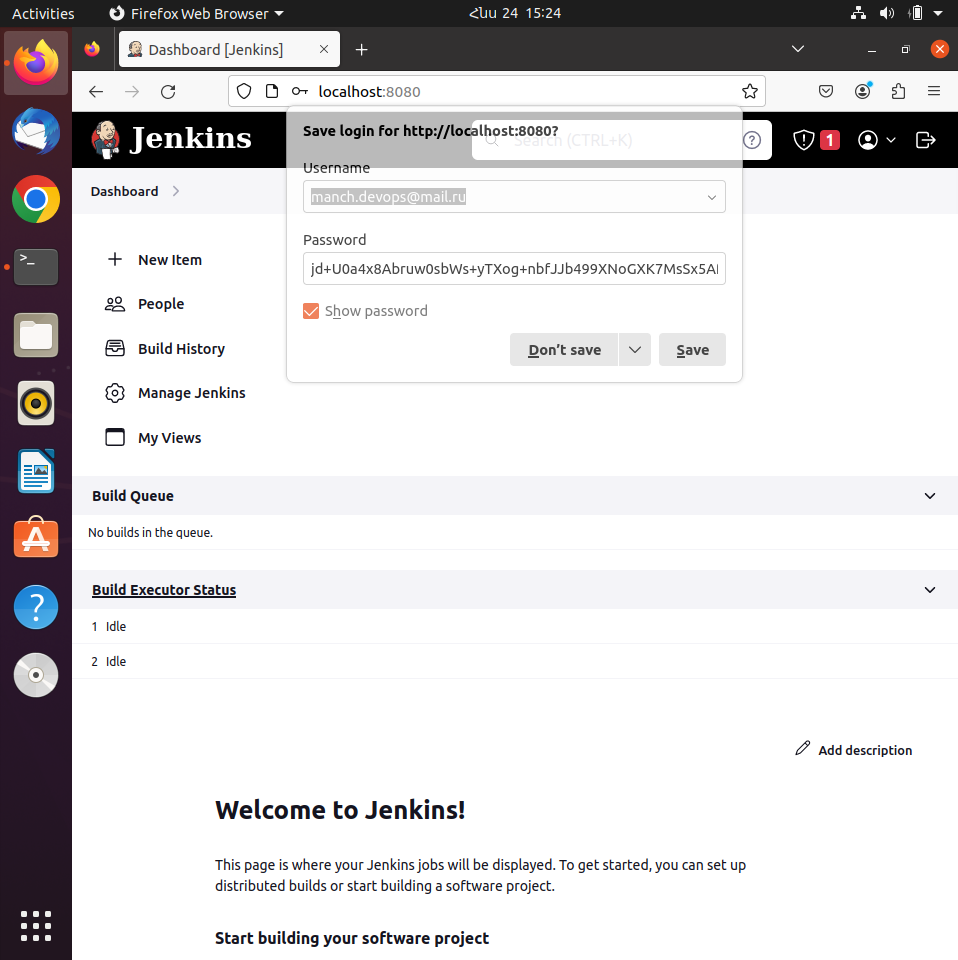 Activities
Firefox Web Browser
Հւս 24 15:24
Dashboard [Jenkins]
localhost:8080
Jenkins
Search (CTRL+K)
1
Save login for http://localhost:8080?
Username
manch.devops@mail.ru
Password
jd+U0a4x8Abruw0sbWs+yTXog+nbfJJb499XNoGXK7MsSx5A
Show password
Don't save
Save
Dashboard
New Item
People
Build History
Manage Jenkins
My Views
Build Queue
No builds in the queue.
Build Executor Status
1 Idle
2 Idle
Add description
Welcome to Jenkins!
This page is where your Jenkins jobs will be displayed. To get started, you can set up
distributed builds or start building a software project.
Start building your software project